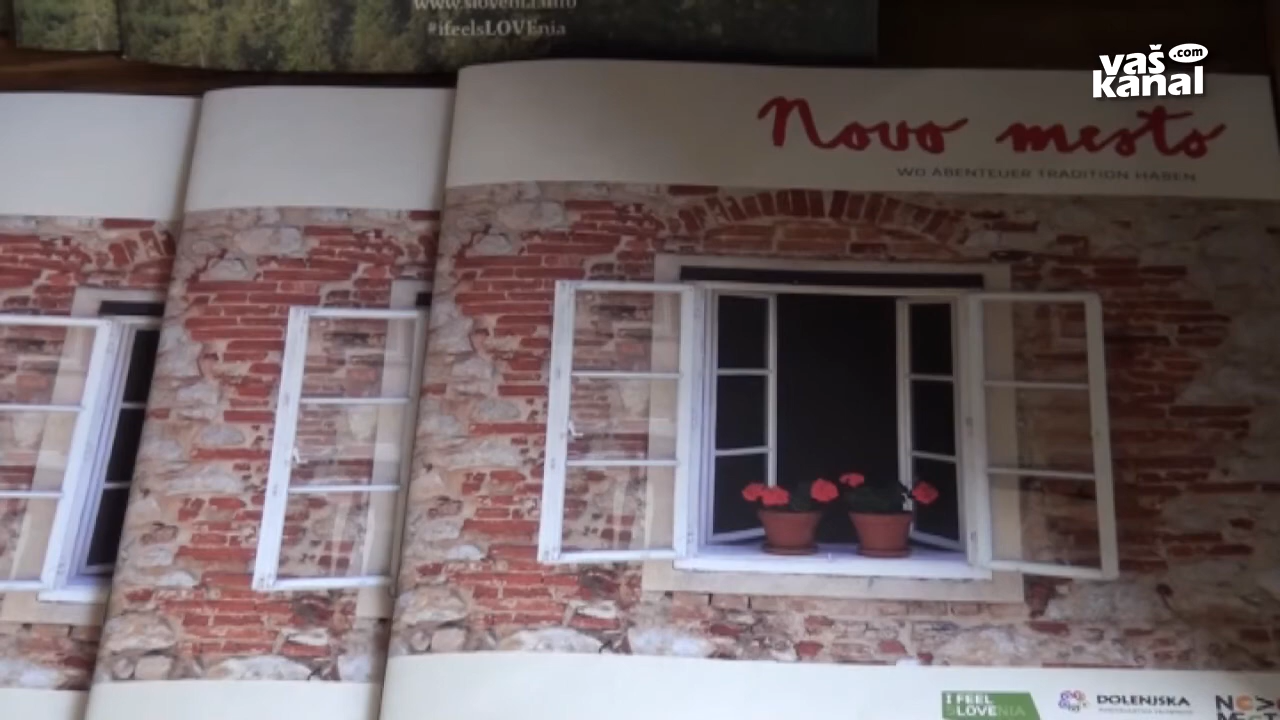 www.slovenia.info
#ifeelsLOVEnia
vaš
.com
kanal
Novo mesto
WO ABENTEUER TRADITION HABEN
I FEEL
SLOVENIA
DOLENJSKA